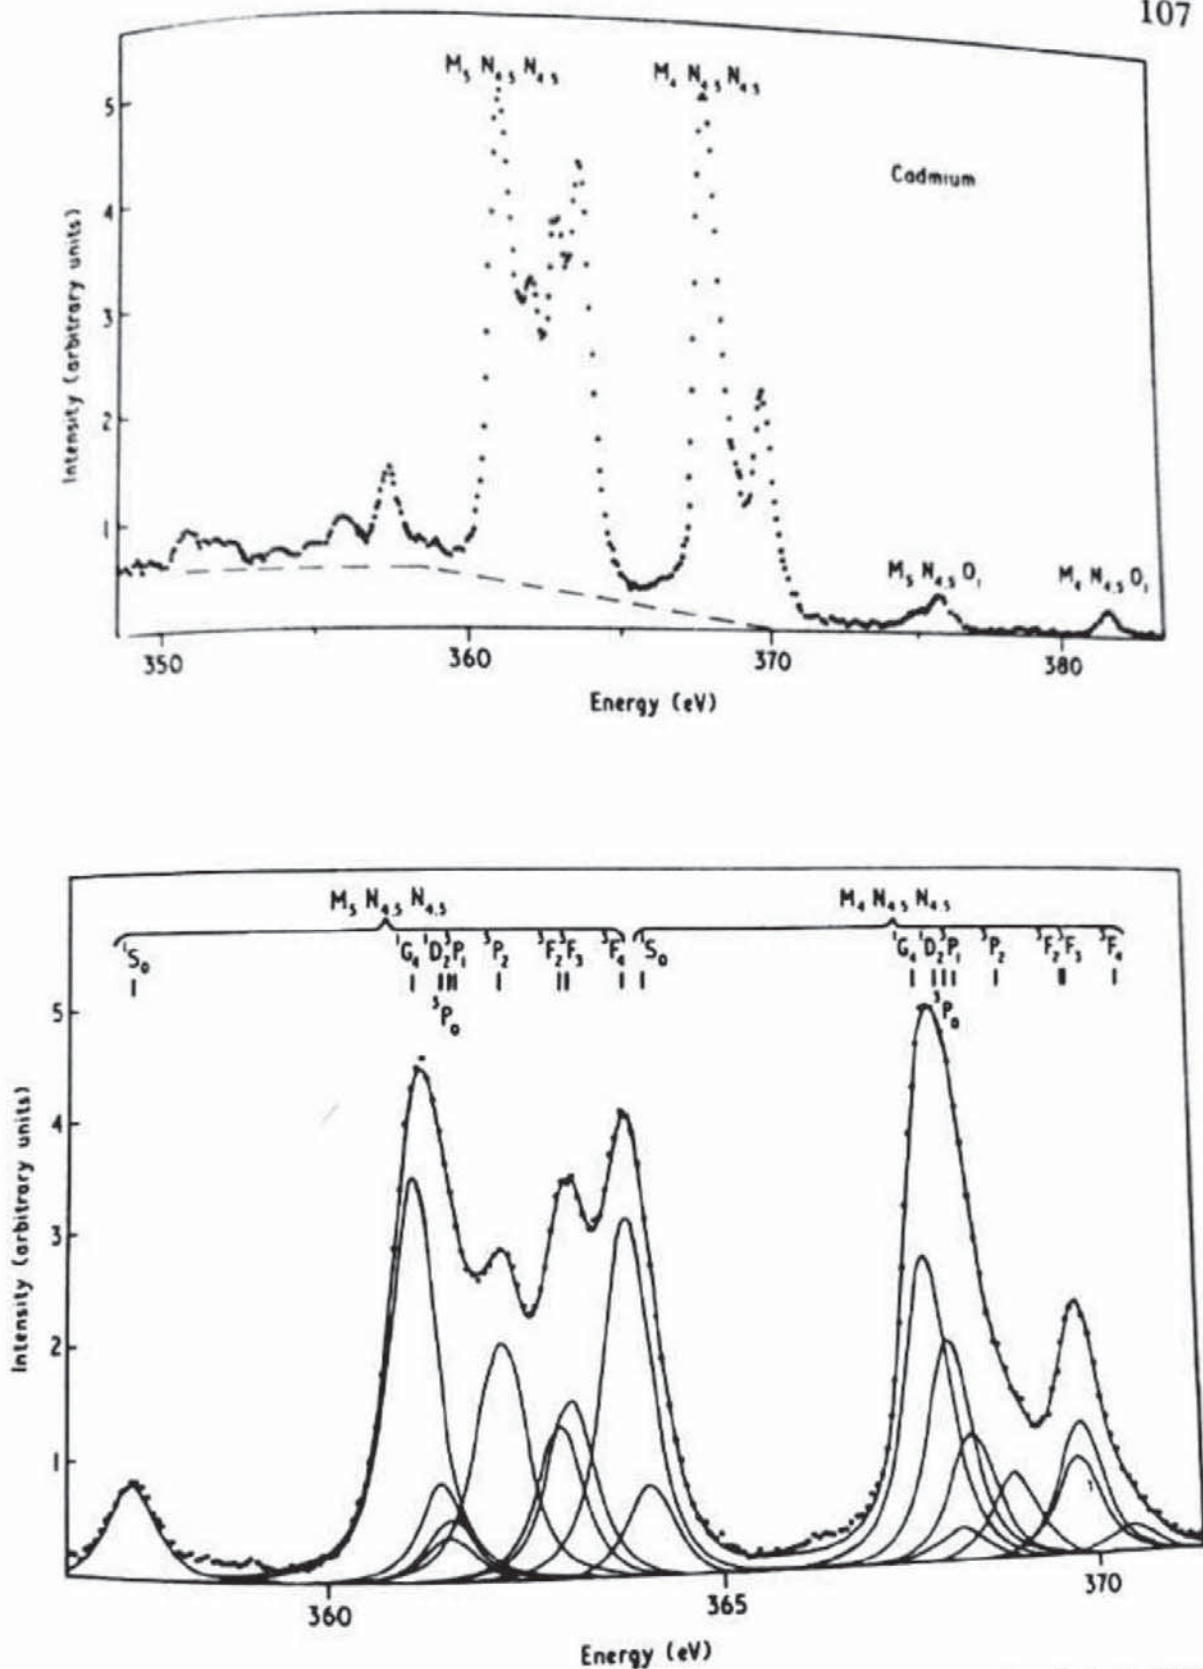 107
M₅ N₄.₅ N₄.₅
M₄ N₄.₅ N₄.₅
5
Cadmium
4
3
2
1
Intensity (arbitrary units)
M₅ N₄.₅ O₁
M₄ N₄.₅ O₁
350
360
370
380
Energy (eV)
M₅ N₄.₅ N₄.₅
M₄ N₄.₅ N₄.₅
¹S₀ ¹G₄ ¹D₂ ³P₁ ³P₂ ³F₂ ³F₃ ³F₄ ¹S₀ ¹G₄ ¹D₂ ³P₁ ³P₂ ³F₂ ³F₃ ³F₄
³P₀
³P₀
5
4
3
2
1
Intensity (arbitrary units)
360
365
370
Energy (eV)